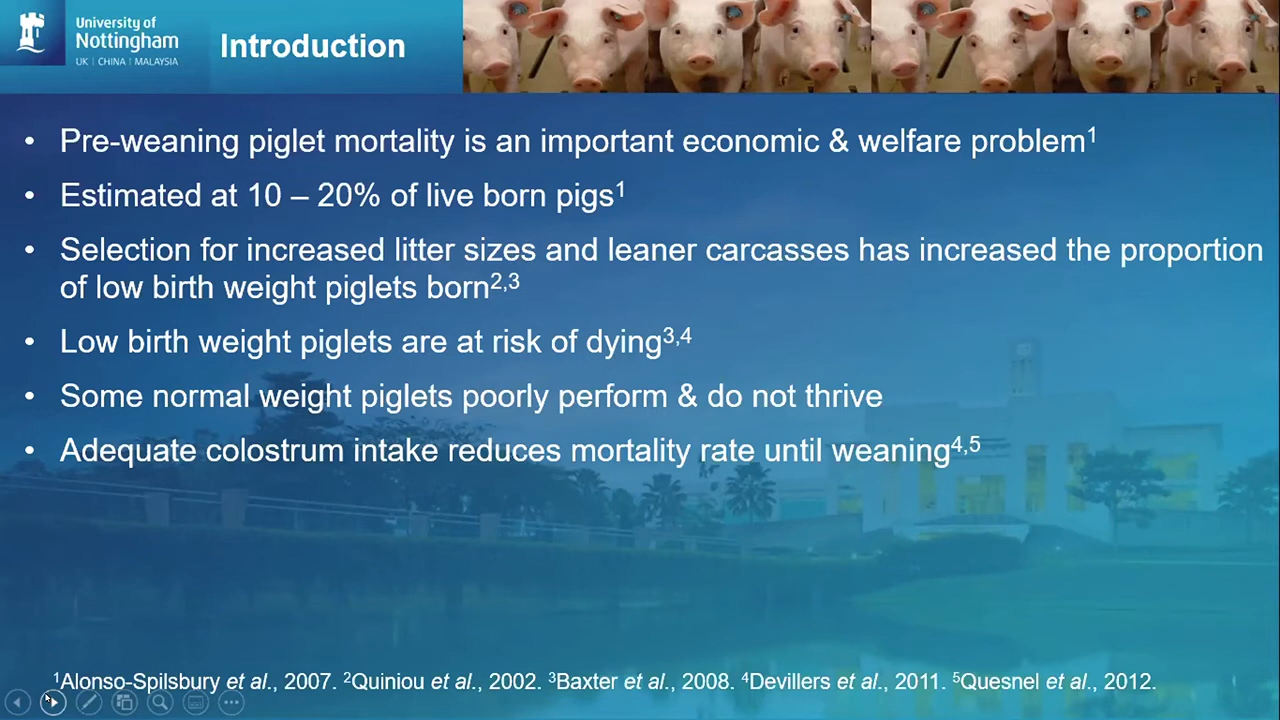 University of
Nottingham
UK | CHINA | MALAYSIA
Introduction
• Pre-weaning piglet mortality is an important economic & welfare problem¹
• Estimated at 10 – 20% of live born pigs¹
• Selection for increased litter sizes and leaner carcasses has increased the proportion
of low birth weight piglets born²,³
• Low birth weight piglets are at risk of dying³,⁴
• Some normal weight piglets poorly perform & do not thrive
• Adequate colostrum intake reduces mortality rate until weaning⁴,⁵
¹Alonso-Spilsbury et al., 2007. ²Quiniou et al., 2002. ³Baxter et al., 2008. ⁴Devillers et al., 2011. ⁵Quesnel et al., 2012.